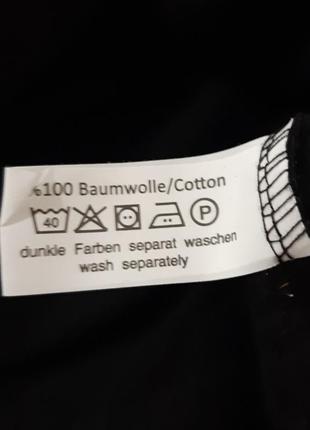 %100 Baumwolle/Cotton
40 P
dunkle Farben separat waschen
wash separately